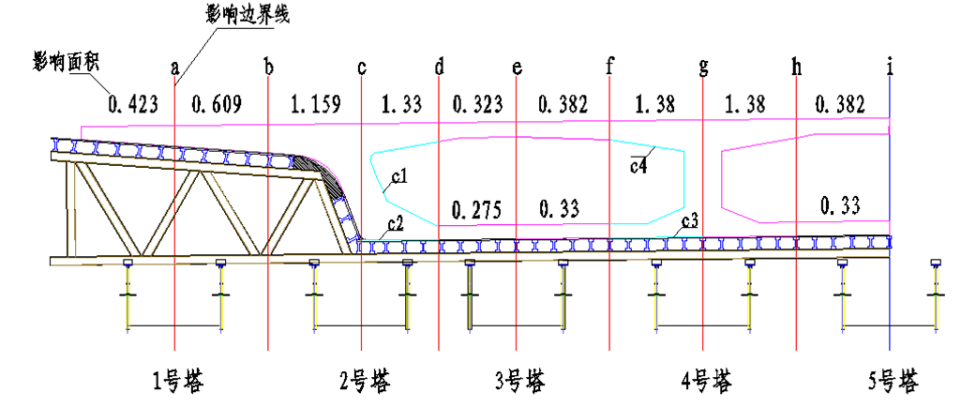 影响边界线
影响面积
a b c d e f g h i
0.423 0.609 1.159 1.33 0.323 0.382 1.38 1.38 0.382
c1 c4
0.275 0.33 0.33
c2 c3
1号塔 2号塔 3号塔 4号塔 5号塔